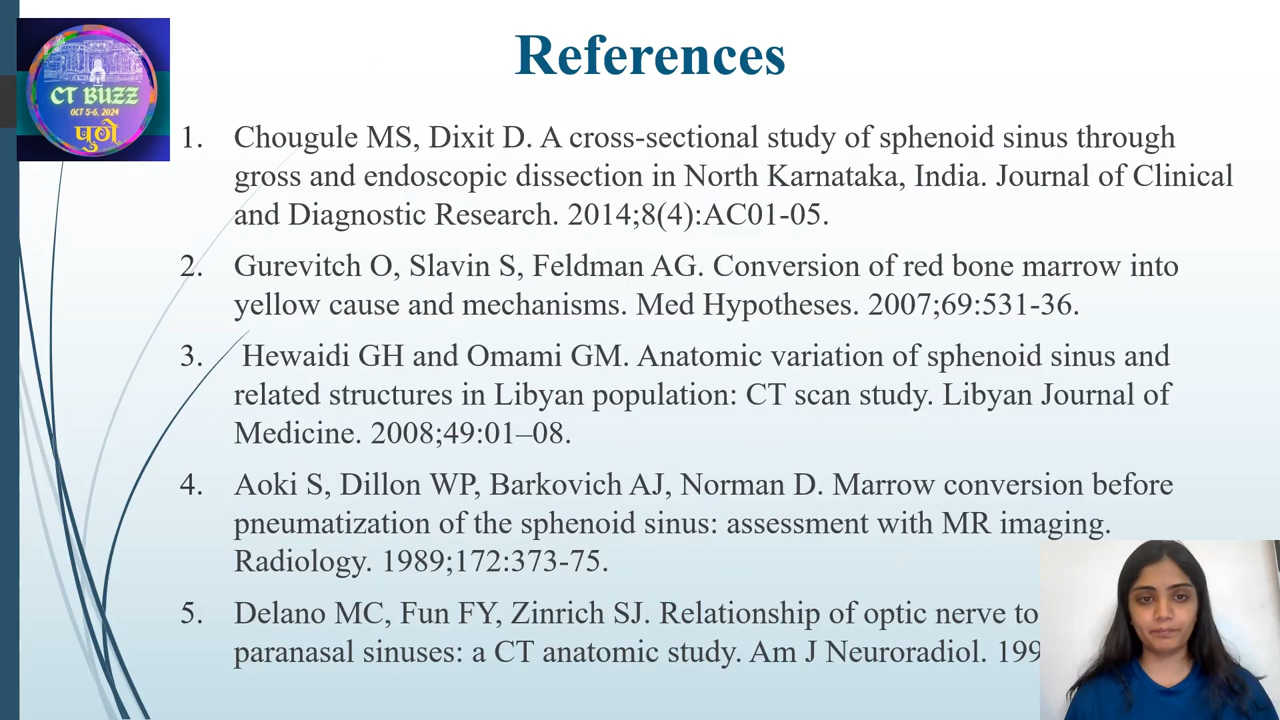 CT BUZZ
OCT 5-6, 2024
पुणे
References
1. Chougule MS, Dixit D. A cross-sectional study of sphenoid sinus through
gross and endoscopic dissection in North Karnataka, India. Journal of Clinical
and Diagnostic Research. 2014;8(4):AC01-05.
2. Gurevitch O, Slavin S, Feldman AG. Conversion of red bone marrow into
yellow cause and mechanisms. Med Hypotheses. 2007;69:531-36.
3. Hewaidi GH and Omami GM. Anatomic variation of sphenoid sinus and
related structures in Libyan population: CT scan study. Libyan Journal of
Medicine. 2008;49:01–08.
4. Aoki S, Dillon WP, Barkovich AJ, Norman D. Marrow conversion before
pneumatization of the sphenoid sinus: assessment with MR imaging.
Radiology. 1989;172:373-75.
5. Delano MC, Fun FY, Zinrich SJ. Relationship of optic nerve to
paranasal sinuses: a CT anatomic study. Am J Neuroradiol. 199